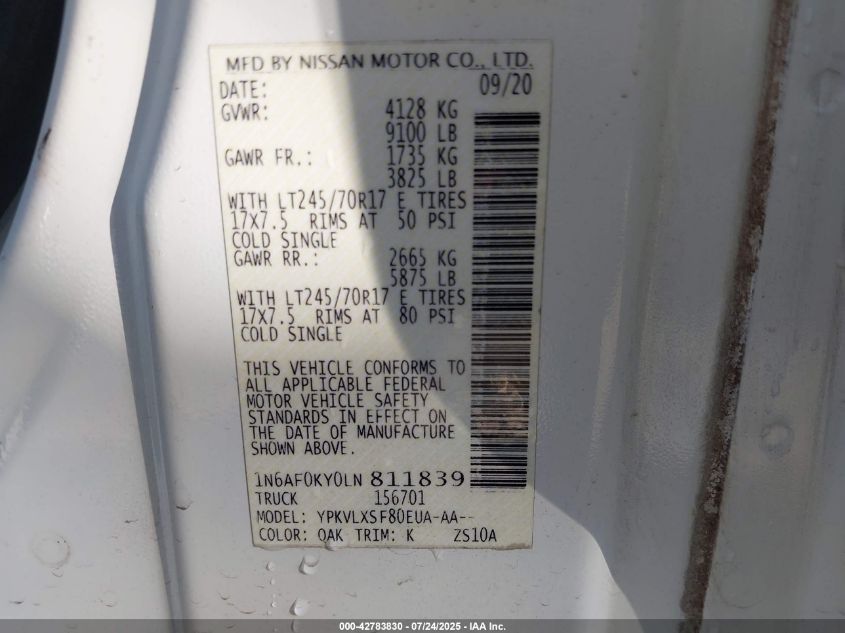 MFD BY NISSAN MOTOR CO., LTD.
DATE: 09/20
GVWR: 4128 KG
9100 LB
GAWR FR.: 1735 KG
3825 LB
WITH LT245/70R17 E TIRES
17X7.5 RIMS AT 50 PSI
COLD SINGLE
GAWR RR.: 2665 KG
5875 LB
WITH LT245/70R17 E TIRES
17X7.5 RIMS AT 80 PSI
COLD SINGLE
THIS VEHICLE CONFORMS TO
ALL APPLICABLE FEDERAL
MOTOR VEHICLE SAFETY
STANDARDS IN EFFECT ON
THE DATE OF MANUFACTURE
SHOWN ABOVE.
1N6AF0KY0LN 811839
TRUCK 156701
MODEL: YPKVLXSF80EUA-AA--
COLOR: QAK TRIM: K ZS10A
000-42783830 - 07/24/2025 - IAA Inc.